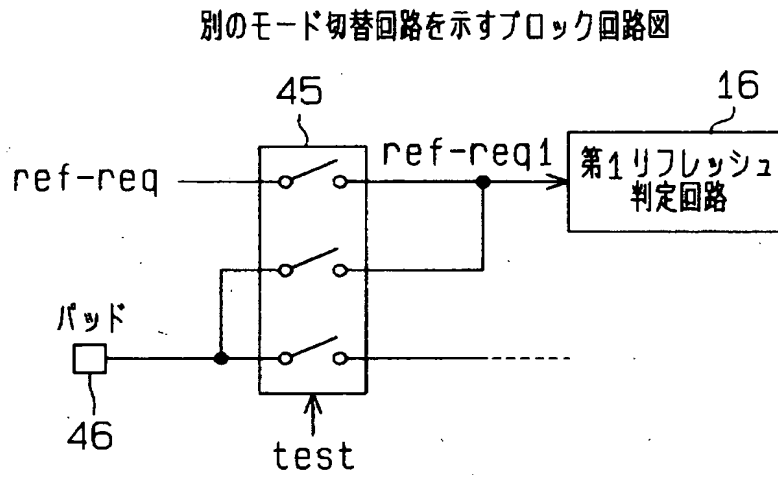 別のモード切替回路を示すブロック回路図
45
16
ref-req
ref-req1
第1リフレッシュ
判定回路
パッド
46
test